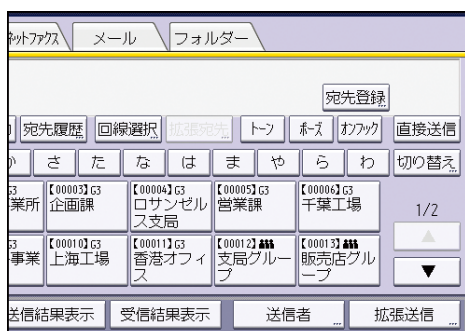 ネットファクス メール フォルダー
宛先登録
宛先履歴 回線選択 拡張宛先 トーン ポーズ オンフック 直接送信
か さ た な は ま や ら わ 切り替え
G3 【00003】G3 【00004】G3 【00005】G3 【00006】G3
業所 企画課 ロサンゼル 営業課 千葉工場 1/2
ス支局
G3 【00010】G3 【00011】G3 【00012】 【00013】
事業 上海工場 香港オフィ 支局グルー 販売店グル
ス プ ープ
送信結果表示 受信結果表示 送信者 拡張送信